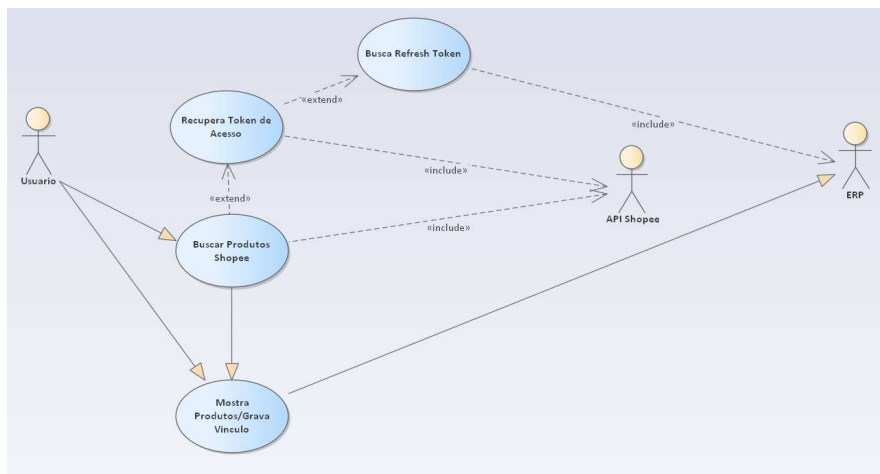 Busca Refresh Token
«extend»
Recupera Token de
Acesso
«include»
Usuario
«include»
ERP
«extend»
API Shopee
«include»
Buscar Produtos
Shopee
Mostra
Produtos/Grava
Vinculo